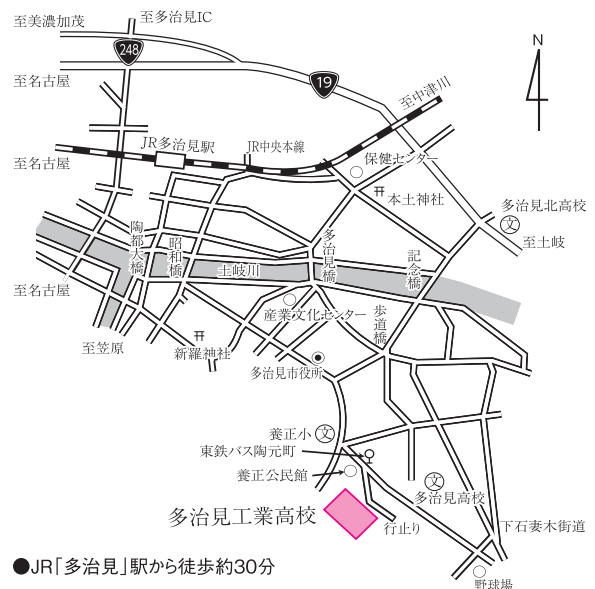 至美濃加茂
至多治見IC
248
N
至名古屋
19
至中津川
JR多治見駅
JR中央本線
至名古屋
保健センター
本土神社
多治見北高校
文
至土岐
陶都大橋
昭和橋
土岐川
多治見橋
記念橋
至名古屋
産業文化センター
歩道橋
至笠原
新羅神社
多治見市役所
養正小
文
東鉄バス陶元町
養正公民館
文
多治見高校
多治見工業高校
行止り
下石妻木街道
●JR「多治見」駅から徒歩約30分
野球場